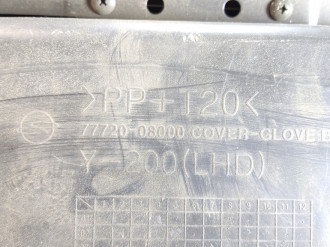 >PP+T20<
77720-08000 COVER-GLOVE B
Y-200(LHD)